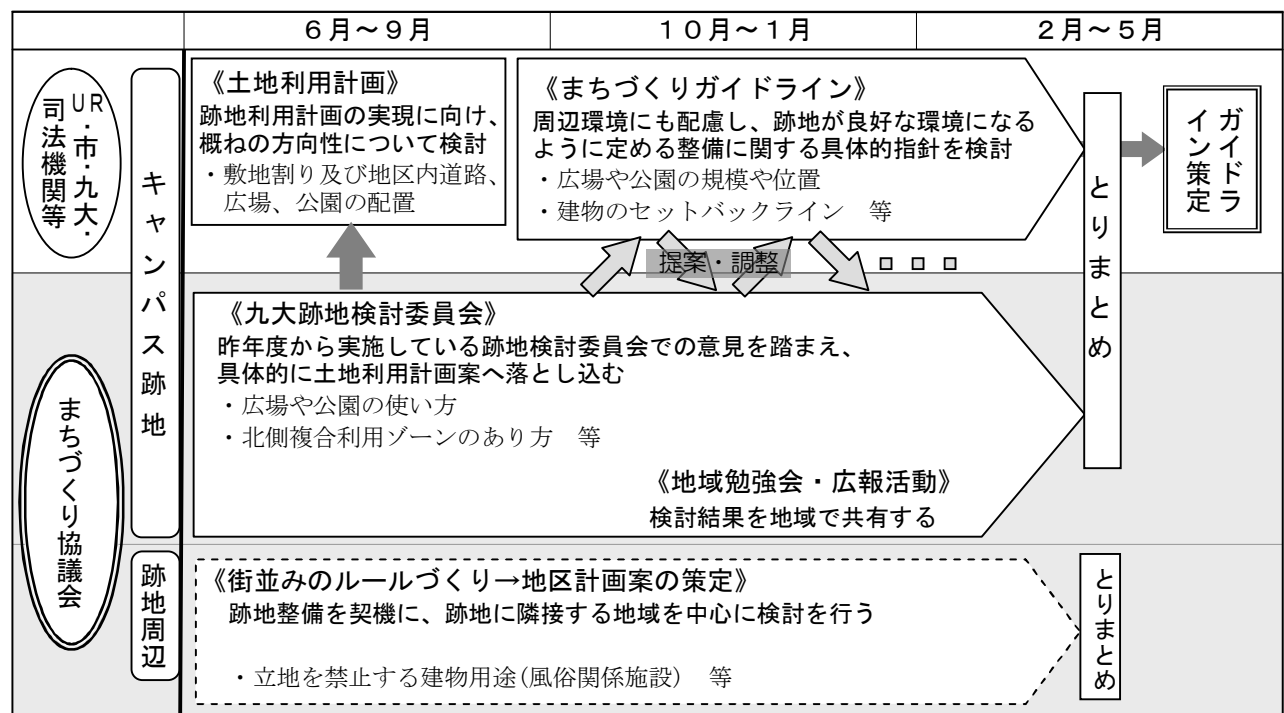 ６月～９月
１０月～１月
２月～５月
UR・市・九大・
司法機関等
まちづくり協議会
キャンパス跡地
跡地周辺
《土地利用計画》
跡地利用計画の実現に向け、
概ねの方向性について検討
・敷地割り及び地区内道路、
広場、公園の配置
《まちづくりガイドライン》
周辺環境にも配慮し、跡地が良好な環境になる
ように定める整備に関する具体的指針を検討
・広場や公園の規模や位置
・建物のセットバックライン　等
提案・調整
とりまとめ
ガイドラ
イン策定
《九大跡地検討委員会》
昨年度から実施している跡地検討委員会での意見を踏まえ、
具体的に土地利用計画案へ落とし込む
・広場や公園の使い方
・北側複合利用ゾーンのあり方　等
《地域勉強会・広報活動》
検討結果を地域で共有する
《街並みのルールづくり→地区計画案の策定》
跡地整備を契機に、跡地に隣接する地域を中心に検討を行う
・立地を禁止する建物用途(風俗関係施設)　等
とりまとめ